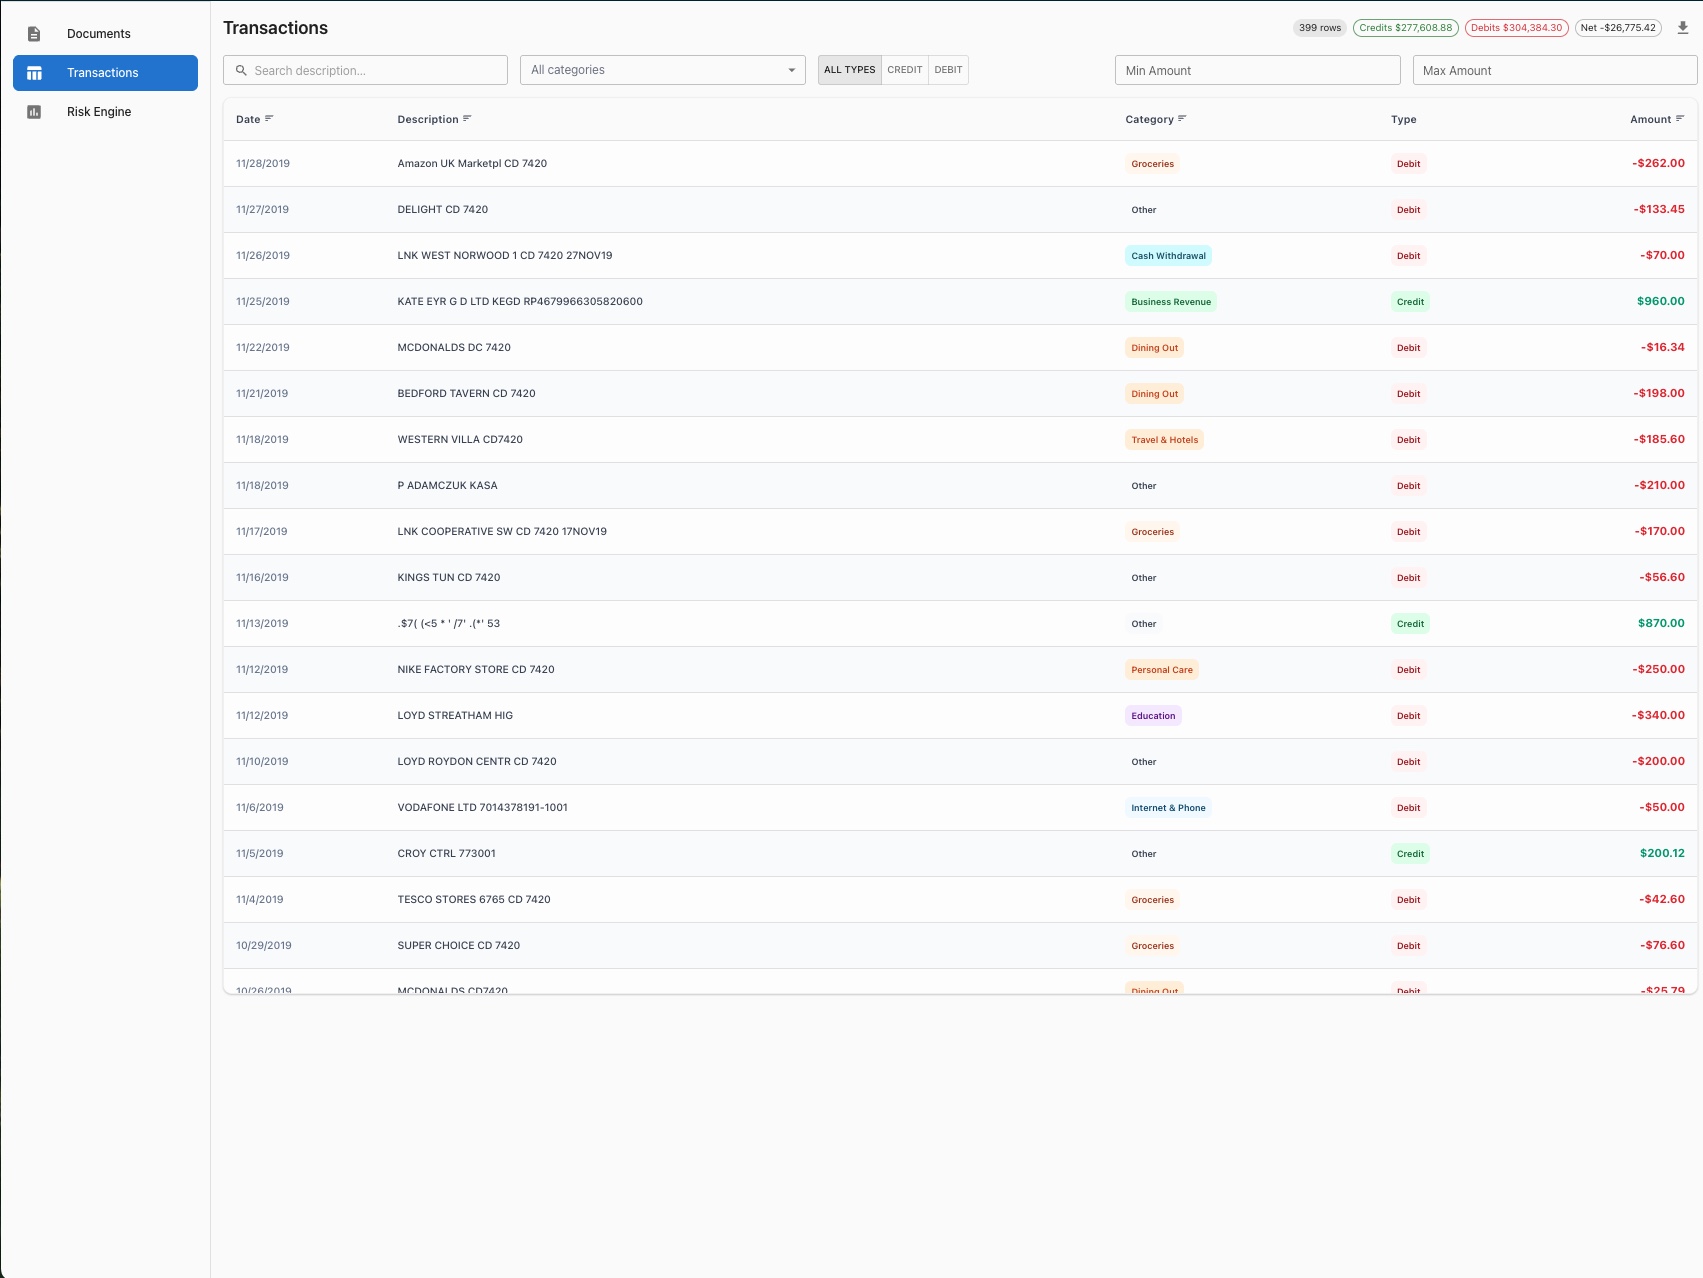 Documents
Transactions
Risk Engine
Transactions
399 rows
Credits $277,608.88
Debits $304,384.30
Net -$26,775.42
Search description...
All categories
ALL TYPES CREDIT DEBIT
Min Amount
Max Amount
Date Description Category Type Amount
11/28/2019 Amazon UK Marketpl CD 7420 Groceries Debit -$262.00
11/27/2019 DELIGHT CD 7420 Other Debit -$133.45
11/26/2019 LNK WEST NORWOOD 1 CD 7420 27NOV19 Cash Withdrawal Debit -$70.00
11/25/2019 KATE EYR G D LTD KEGD RP4679966305820600 Business Revenue Credit $960.00
11/22/2019 MCDONALDS DC 7420 Dining Out Debit -$16.34
11/21/2019 BEDFORD TAVERN CD 7420 Dining Out Debit -$198.00
11/18/2019 WESTERN VILLA CD7420 Travel & Hotels Debit -$185.60
11/18/2019 P ADAMCZUK KASA Other Debit -$210.00
11/17/2019 LNK COOPERATIVE SW CD 7420 17NOV19 Groceries Debit -$170.00
11/16/2019 KINGS TUN CD 7420 Other Debit -$56.60
11/13/2019 .$7( (<5 * ' /7' .(*' 53 Other Credit $870.00
11/12/2019 NIKE FACTORY STORE CD 7420 Personal Care Debit -$250.00
11/12/2019 LOYD STREATHAM HIG Education Debit -$340.00
11/10/2019 LOYD ROYDON CENTR CD 7420 Other Debit -$200.00
11/6/2019 VODAFONE LTD 7014378191-1001 Internet & Phone Debit -$50.00
11/5/2019 CROY CTRL 773001 Other Credit $200.12
11/4/2019 TESCO STORES 6765 CD 7420 Groceries Debit -$42.60
10/29/2019 SUPER CHOICE CD 7420 Groceries Debit -$76.60
10/26/2019 MCDONALDS CD7420 Dining Out Debit -$25.79